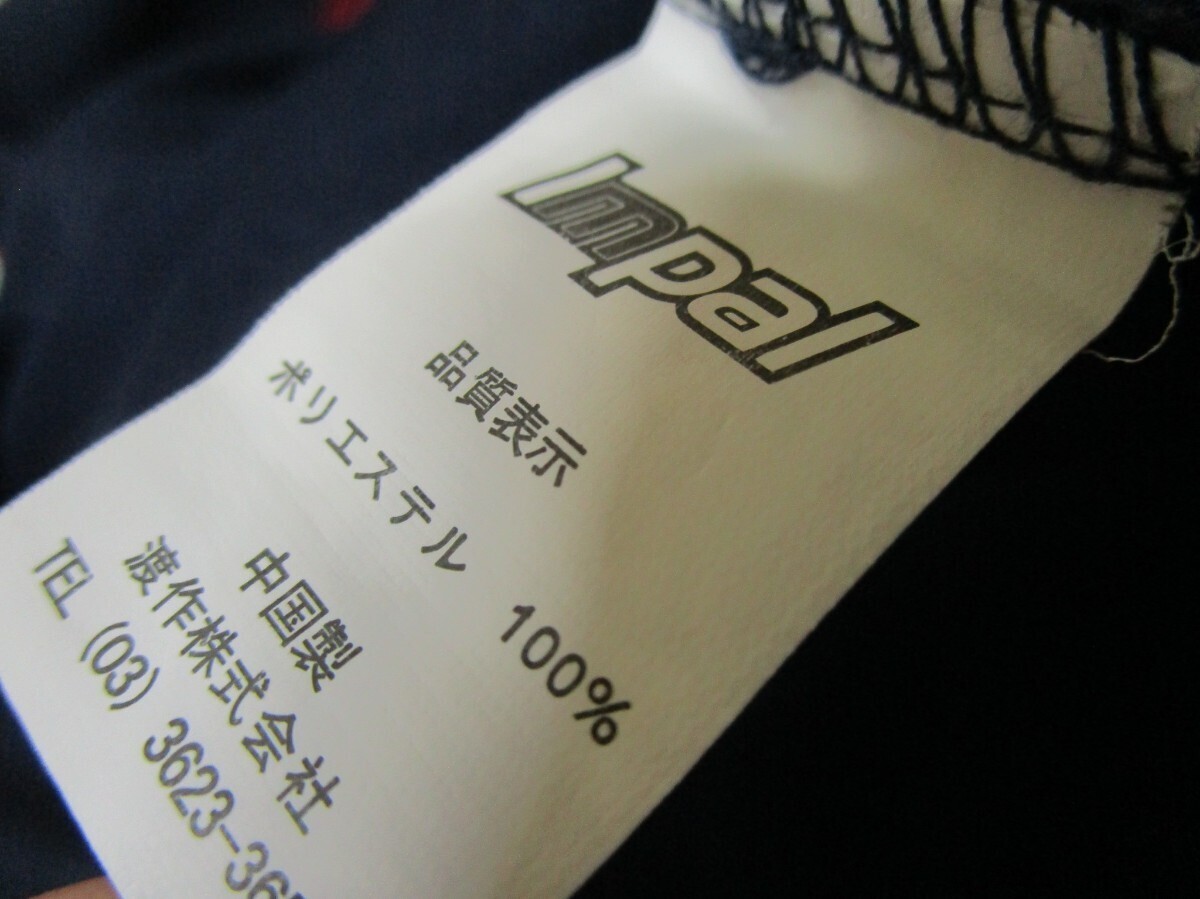 Impal
品質表示
ポリエステル 100%
中国製
渡作株式会社
TEL (03) 3623-36